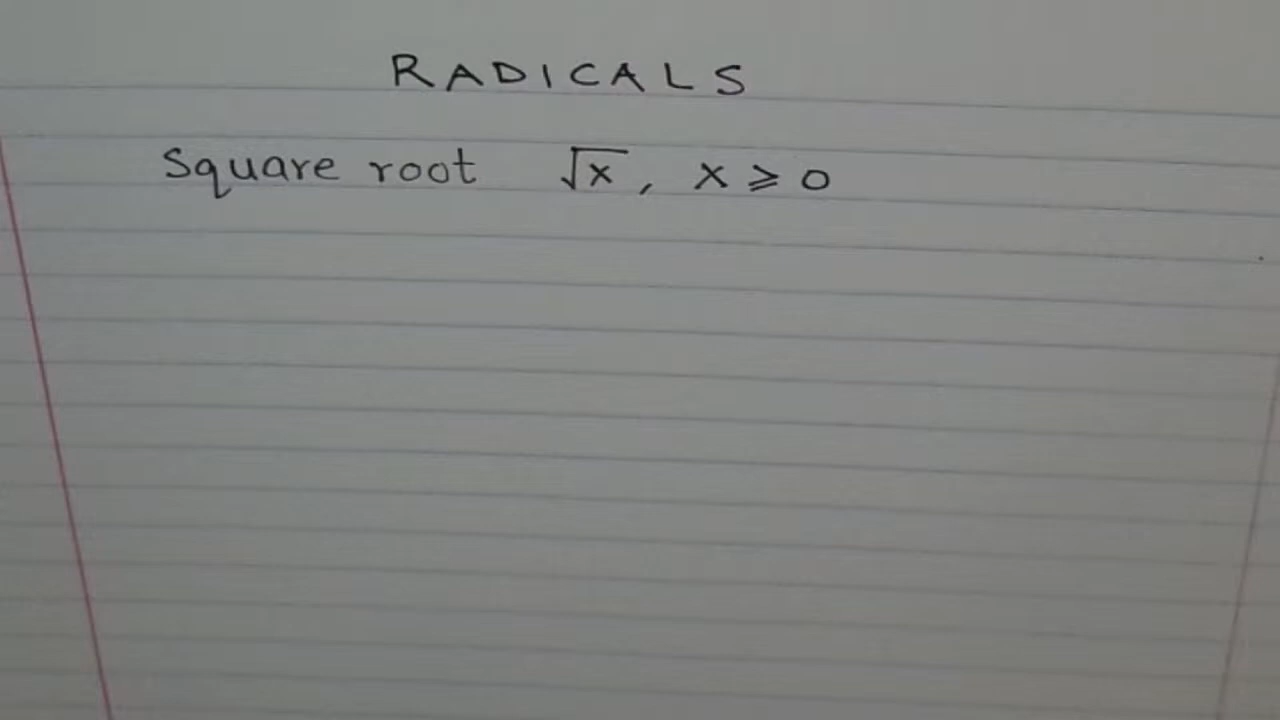 RADICALS
Square root √x, x ⩾ 0